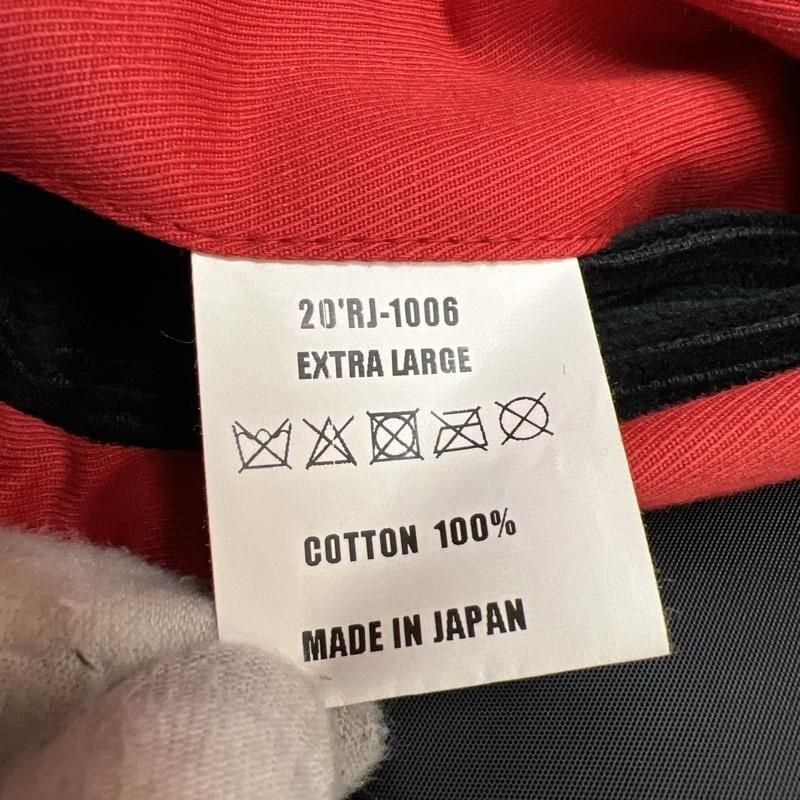 20'RJ-1006
EXTRA LARGE
COTTON 100%
MADE IN JAPAN